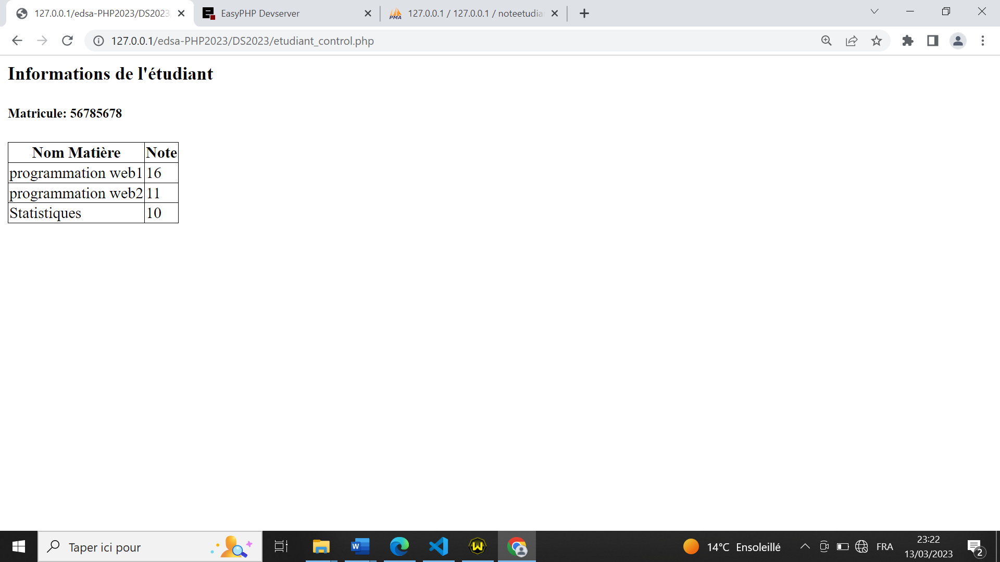 127.0.0.1/edsa-PHP2023/DS2023
EasyPHP Devserver
127.0.0.1 / 127.0.0.1 / noteetudia
127.0.0.1/edsa-PHP2023/DS2023/etudiant_control.php
Informations de l'étudiant
Matricule: 56785678
Nom Matière Note
programmation web1 16
programmation web2 11
Statistiques 10
Taper ici pour
14°C Ensoleillé
FRA
23:22
13/03/2023
2